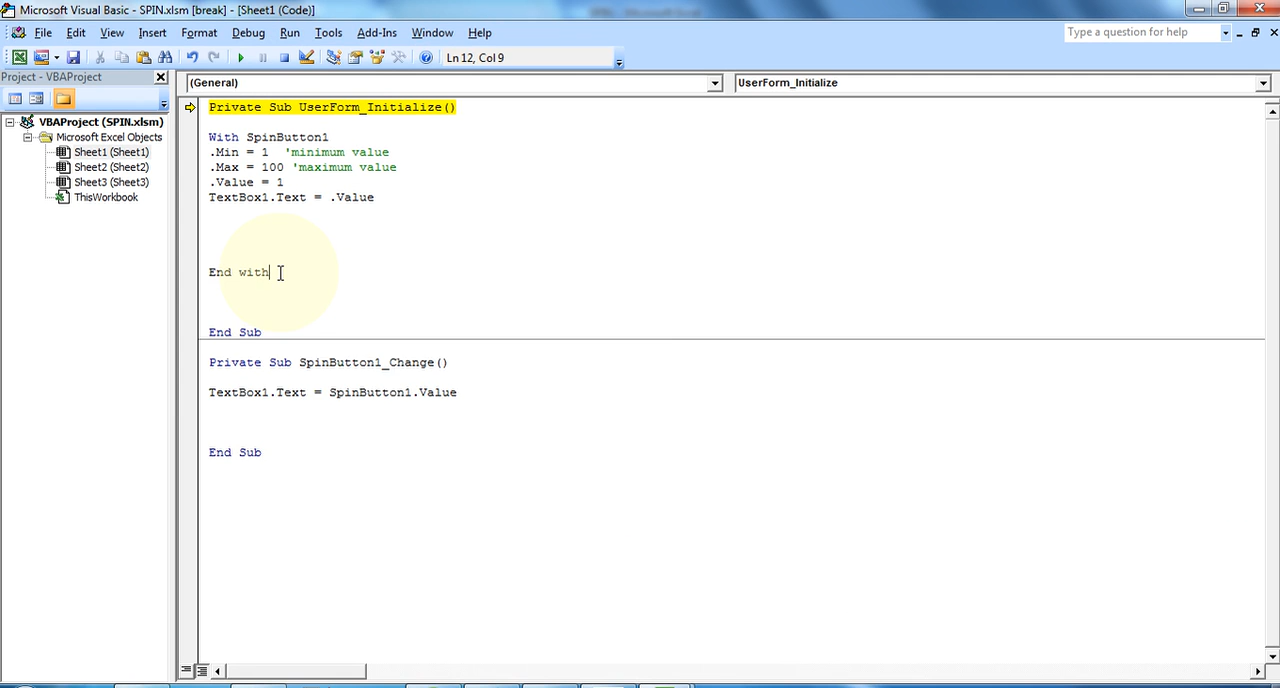 Microsoft Visual Basic - SPIN.xlsm [break] - [Sheet1 (Code)]
File Edit View Insert Format Debug Run Tools Add-Ins Window Help
Type a question for help
Ln 12, Col 9
Project - VBAProject
(General)
UserForm_Initialize
VBAProject (SPIN.xlsm)
Microsoft Excel Objects
Sheet1 (Sheet1)
Sheet2 (Sheet2)
Sheet3 (Sheet3)
ThisWorkbook
Private Sub UserForm_Initialize()
With SpinButton1
.Min = 1 'minimum value
.Max = 100 'maximum value
.Value = 1
TextBox1.Text = .Value
End with
End Sub
Private Sub SpinButton1_Change()
TextBox1.Text = SpinButton1.Value
End Sub